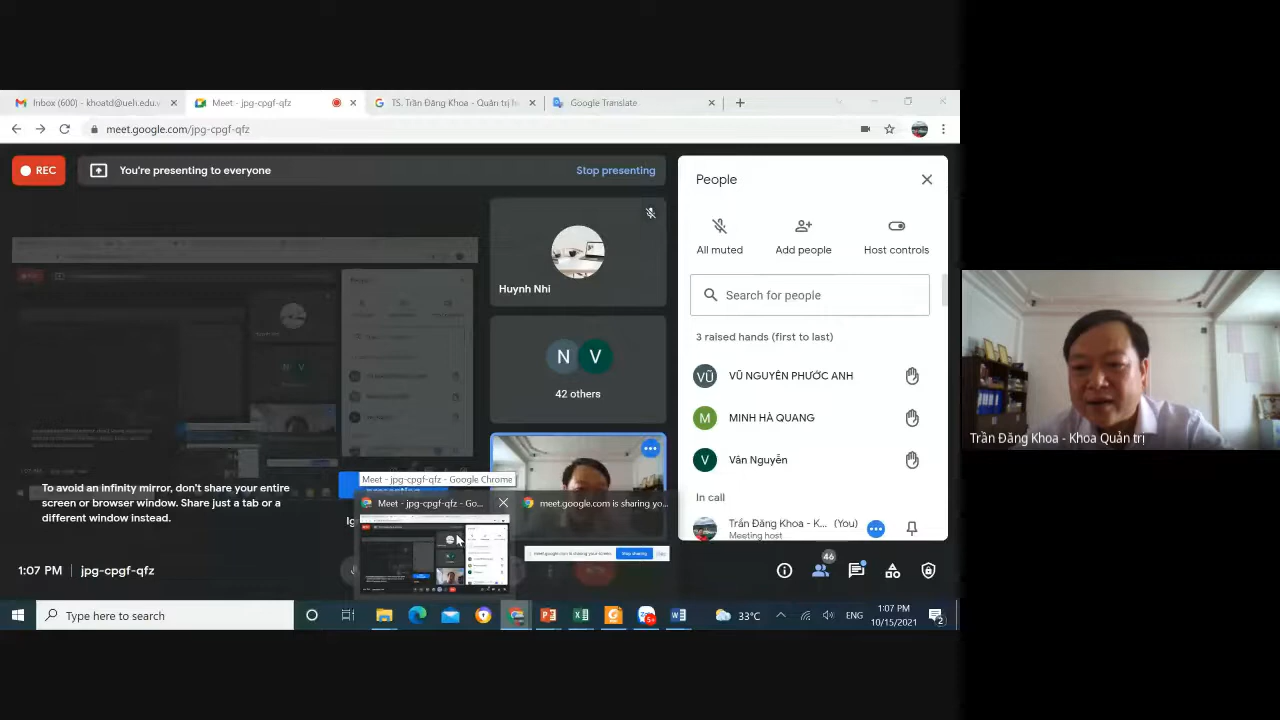 Inbox (600) - khoatd@ueh.edu.v
Meet - jpg-cpgf-qfz
TS. Trần Đăng Khoa - Quản trị h
Google Translate
meet.google.com/jpg-cpgf-qfz
REC
You're presenting to everyone
Stop presenting
People
All muted
Add people
Host controls
Huynh Nhi
Search for people
3 raised hands (first to last)
N V
42 others
VŨ VŨ NGUYỄN PHƯỚC ANH
M MINH HÀ QUANG
V Vân Nguyễn
Trần Đăng Khoa - Khoa Quản trị
In call
Trần Đăng Khoa - K... (You)
Meeting host
Meet - jpg-cpgf-qfz - Google Chrome
Meet - jpg-cpgf-qfz - Go...
meet.google.com is sharing yo...
To avoid an infinity mirror, don't share your entire
screen or browser window. Share just a tab or a
different window instead.
Stop sharing
46
1:07 PM | jpg-cpgf-qfz
Type here to search
5+
33°C
ENG
1:07 PM
10/15/2021
2